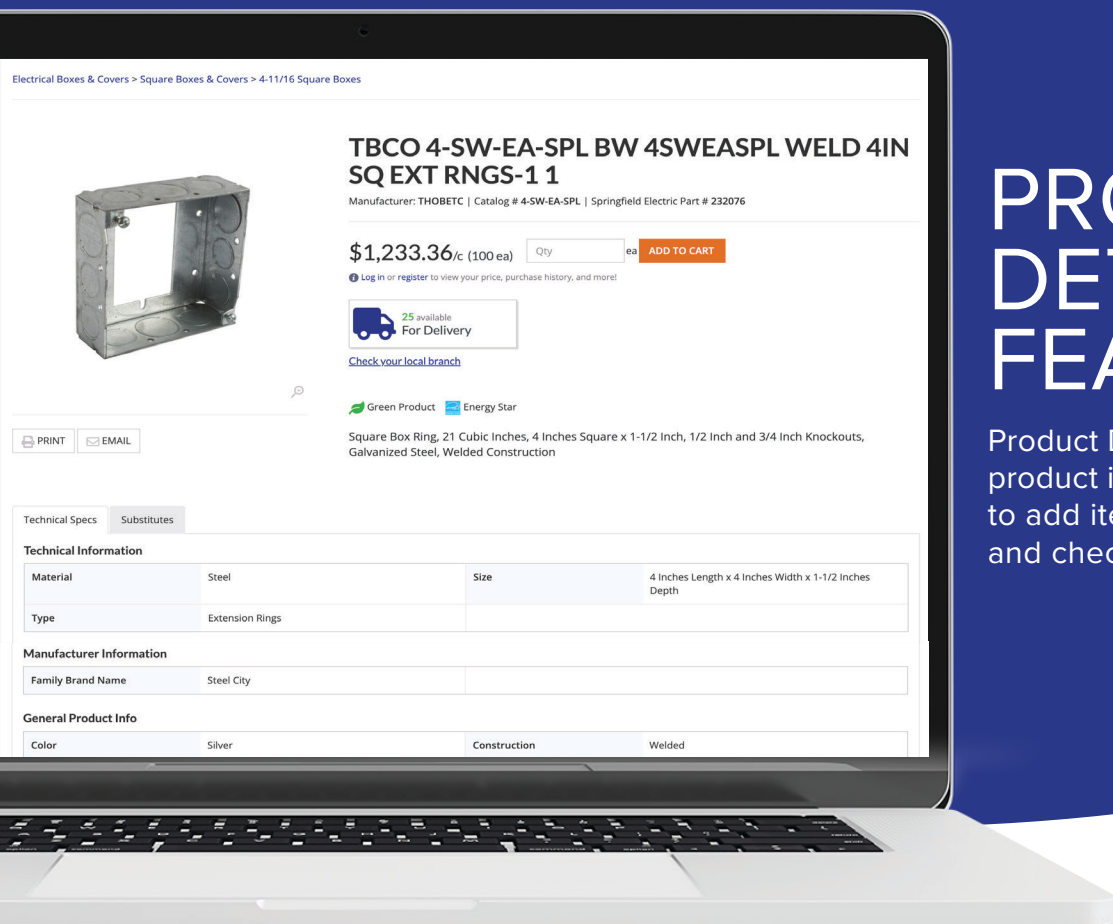 Electrical Boxes & Covers > Square Boxes & Covers > 4-11/16 Square Boxes
TBCO 4-SW-EA-SPL BW 4SWEASPL WELD 4IN
SQ EXT RNGS-1 1
Manufacturer: THOBETC | Catalog # 4-SW-EA-SPL | Springfield Electric Part # 232076
$1,233.36/c (100 ea) Qty ea ADD TO CART
Log in or register to view your price, purchase history, and more!
25 available
For Delivery
Check your local branch
Green Product Energy Star
PRINT EMAIL
Square Box Ring, 21 Cubic Inches, 4 Inches Square x 1-1/2 Inch, 1/2 Inch and 3/4 Inch Knockouts,
Galvanized Steel, Welded Construction
Technical Specs Substitutes
Technical Information
Material Steel Size 4 Inches Length x 4 Inches Width x 1-1/2 Inches
Depth
Type Extension Rings
Manufacturer Information
Family Brand Name Steel City
General Product Info
Color Silver Construction Welded
PRO
DET
FEA
Product D
product i
to add ite
and chec